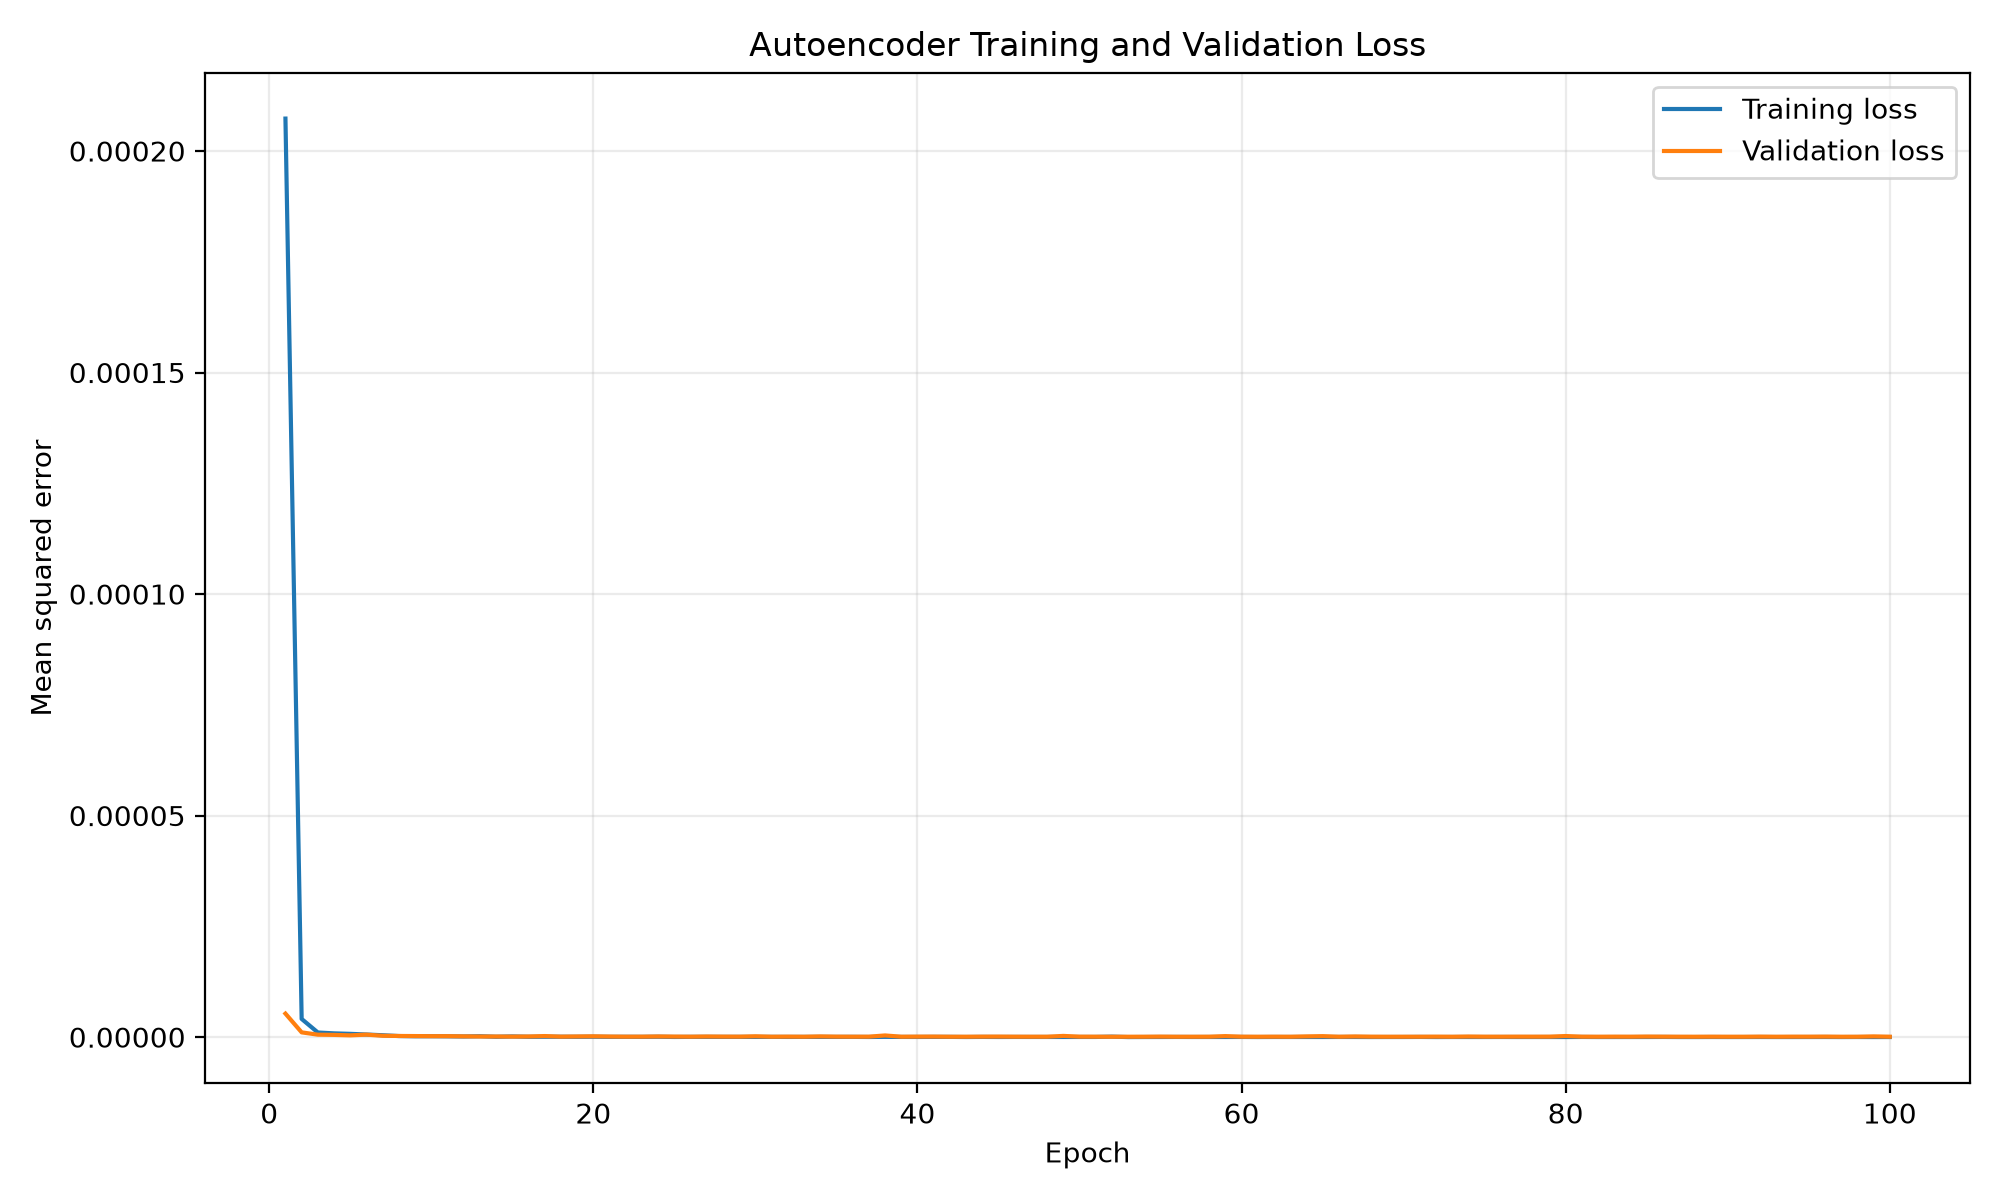 Autoencoder Training and Validation Loss
Training loss
Validation loss
0.00020
0.00015
0.00010
0.00005
0.00000
Mean squared error
0 20 40 60 80 100
Epoch